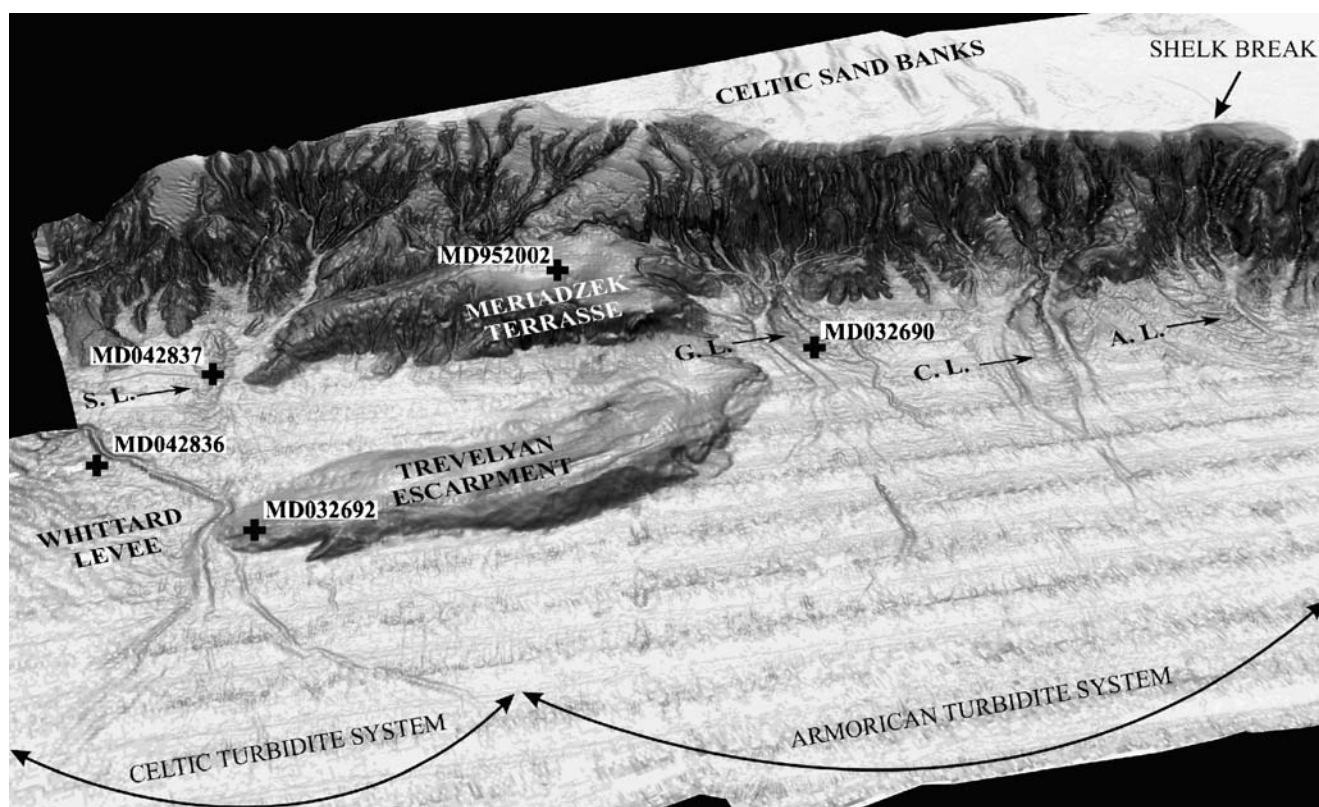 CELTIC SAND BANKS
SHELK BREAK
MD952002
MERIADZEK
TERRASSE
MD032690
G. L.
A. L.
C. L.
MD042837
S. L.
MD042836
TREVELYAN
ESCARPMENT
MD032692
WHITTARD
LEVEE
CELTIC TURBIDITE SYSTEM
ARMORICAN TURBIDITE SYSTEM